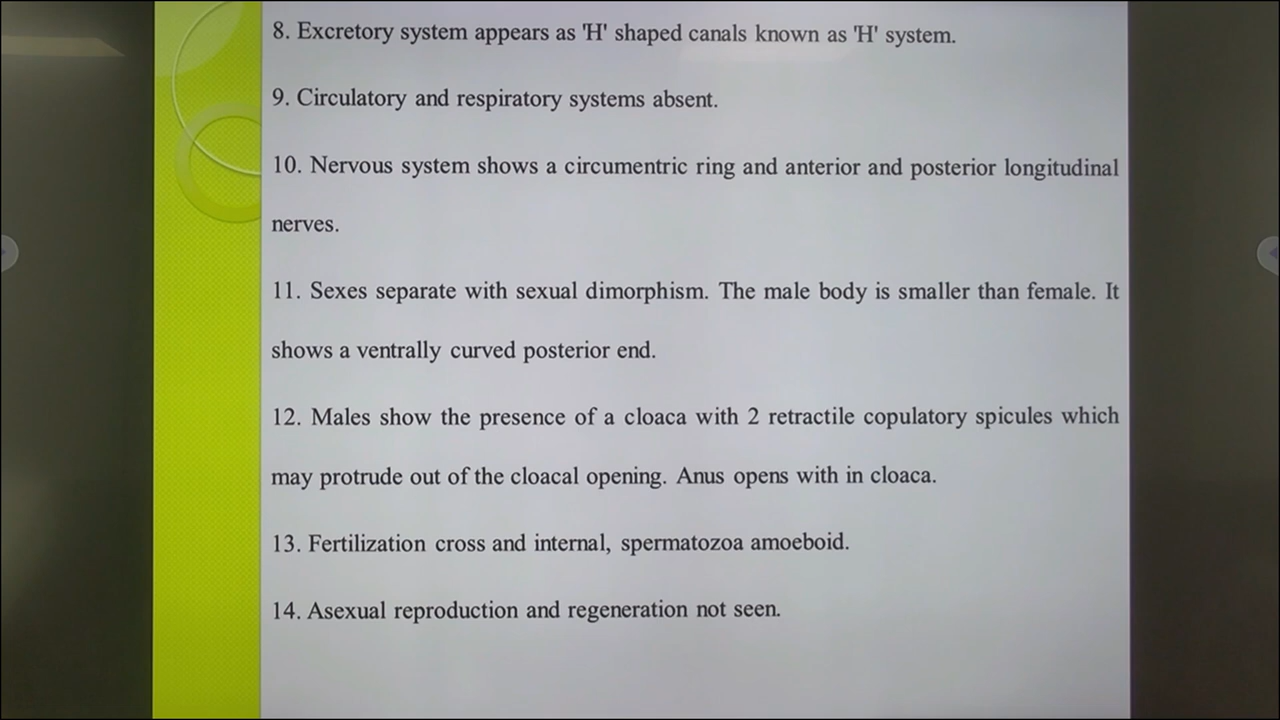 8. Excretory system appears as 'H' shaped canals known as 'H' system.
9. Circulatory and respiratory systems absent.
10. Nervous system shows a circumentric ring and anterior and posterior longitudinal
nerves.
11. Sexes separate with sexual dimorphism. The male body is smaller than female. It
shows a ventrally curved posterior end.
12. Males show the presence of a cloaca with 2 retractile copulatory spicules which
may protrude out of the cloacal opening. Anus opens with in cloaca.
13. Fertilization cross and internal, spermatozoa amoeboid.
14. Asexual reproduction and regeneration not seen.